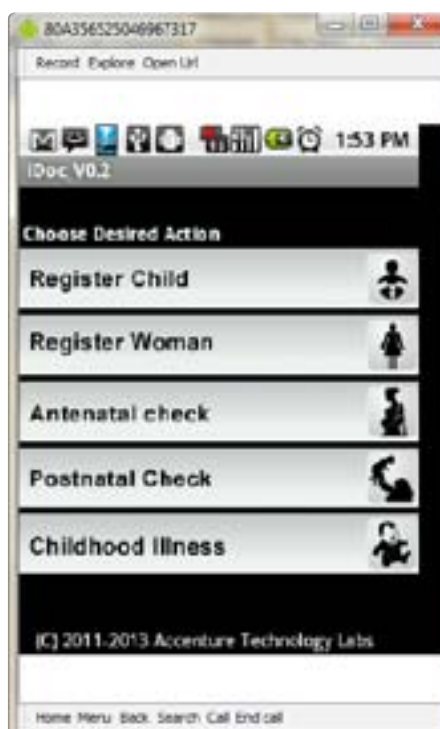 80A35652504696T317
Record Explore Open Url
1:53 PM
iDoc V0.2
Choose Desired Action
Register Child
Register Woman
Antenatal check
Postnatal Check
Childhood Illness
(C) 2011-2013 Accenture Technology Labs
Home Menu Back Search Call End call